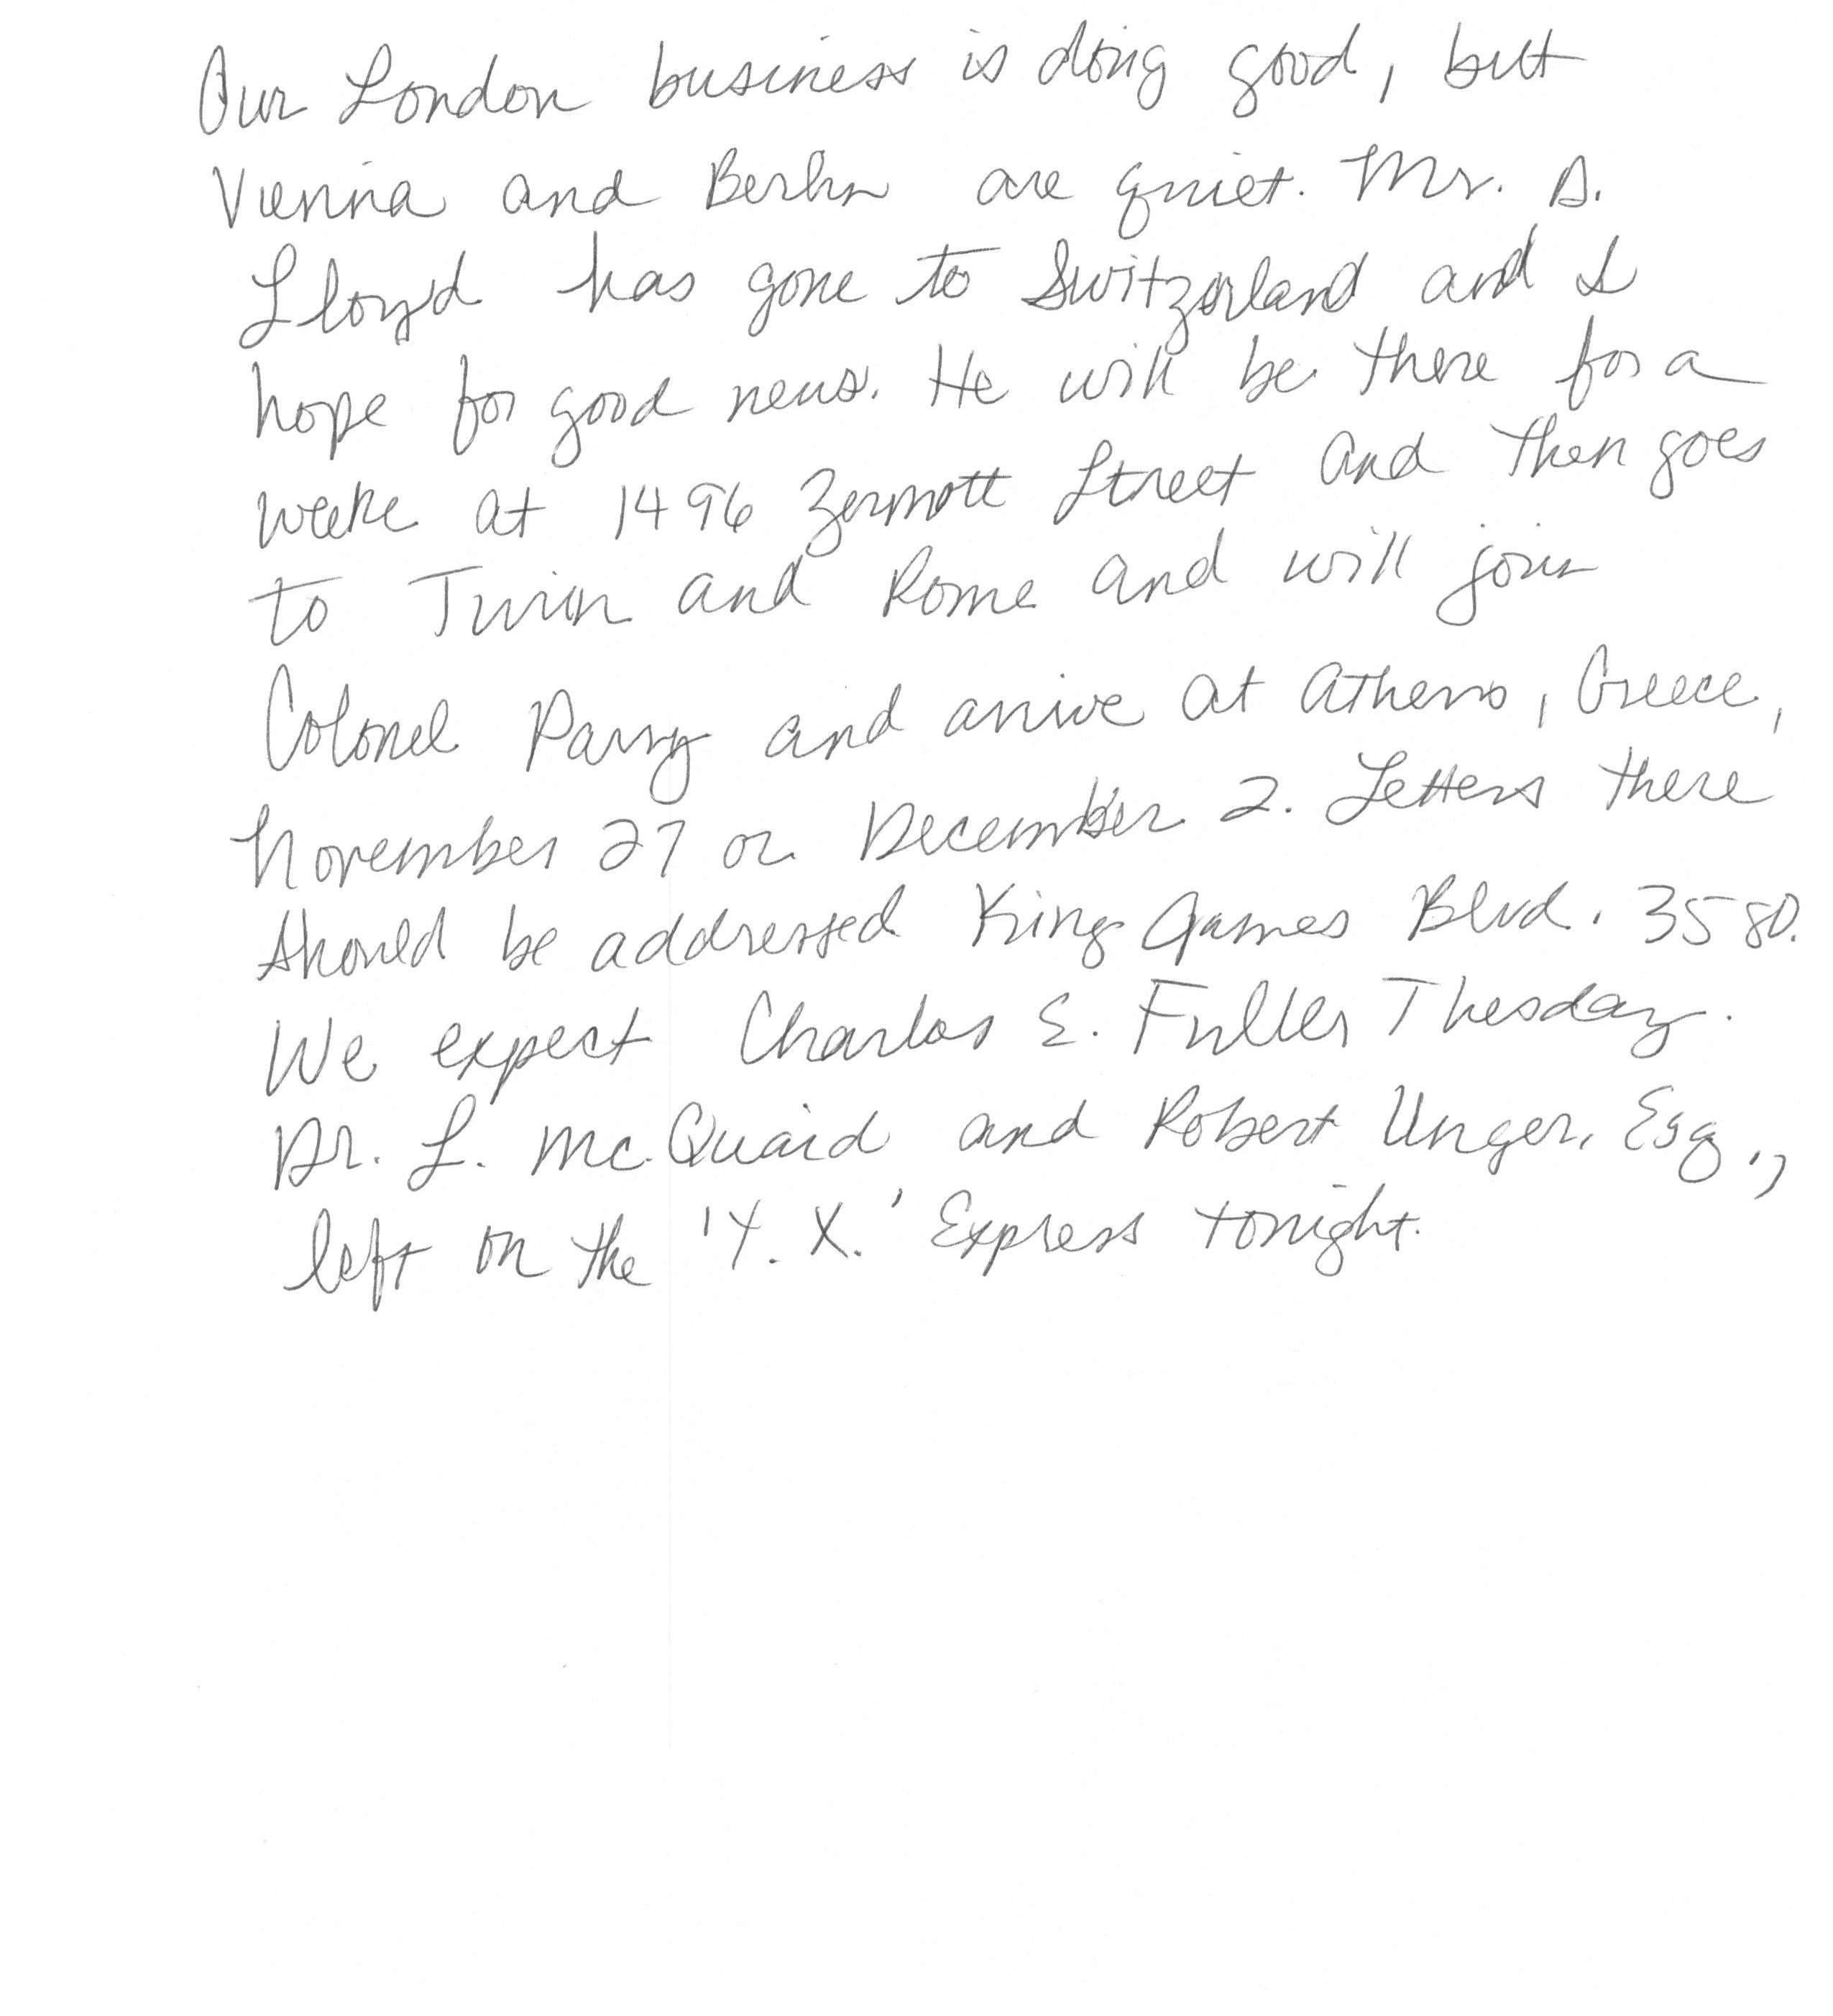 Our London business is doing good, but
Vienna and Berlin are quiet. Mr. D.
Lloyd has gone to Switzerland and I
hope for good news. He will be there for a
week at 1496 Zermott Street and then goes
to Turin and Rome and will join
Colonel Parry and arrive at Athens, Greece,
November 27 or December 2. Letters there
should be addressed King James Blvd. 3580.
We expect Charles E. Fuller Tuesday.
Dr. L. McQuaid and Robert Unger, Esq.,
left on the 'Y. X.' Express tonight.